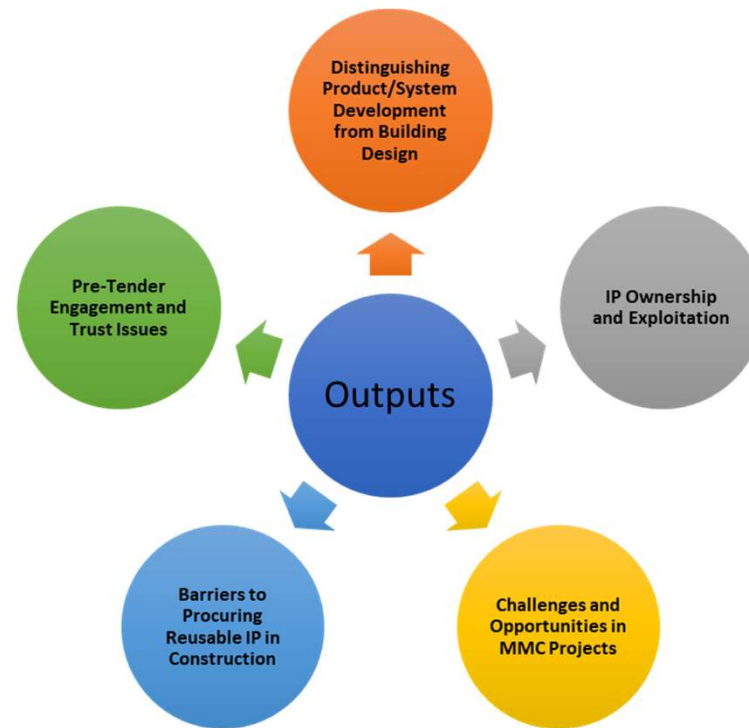 Distinguishing
Product/System
Development
from Building
Design
Pre-Tender
Engagement and
Trust Issues
IP Ownership
and Exploitation
Outputs
Barriers to
Procuring
Reusable IP in
Construction
Challenges and
Opportunities in
MMC Projects